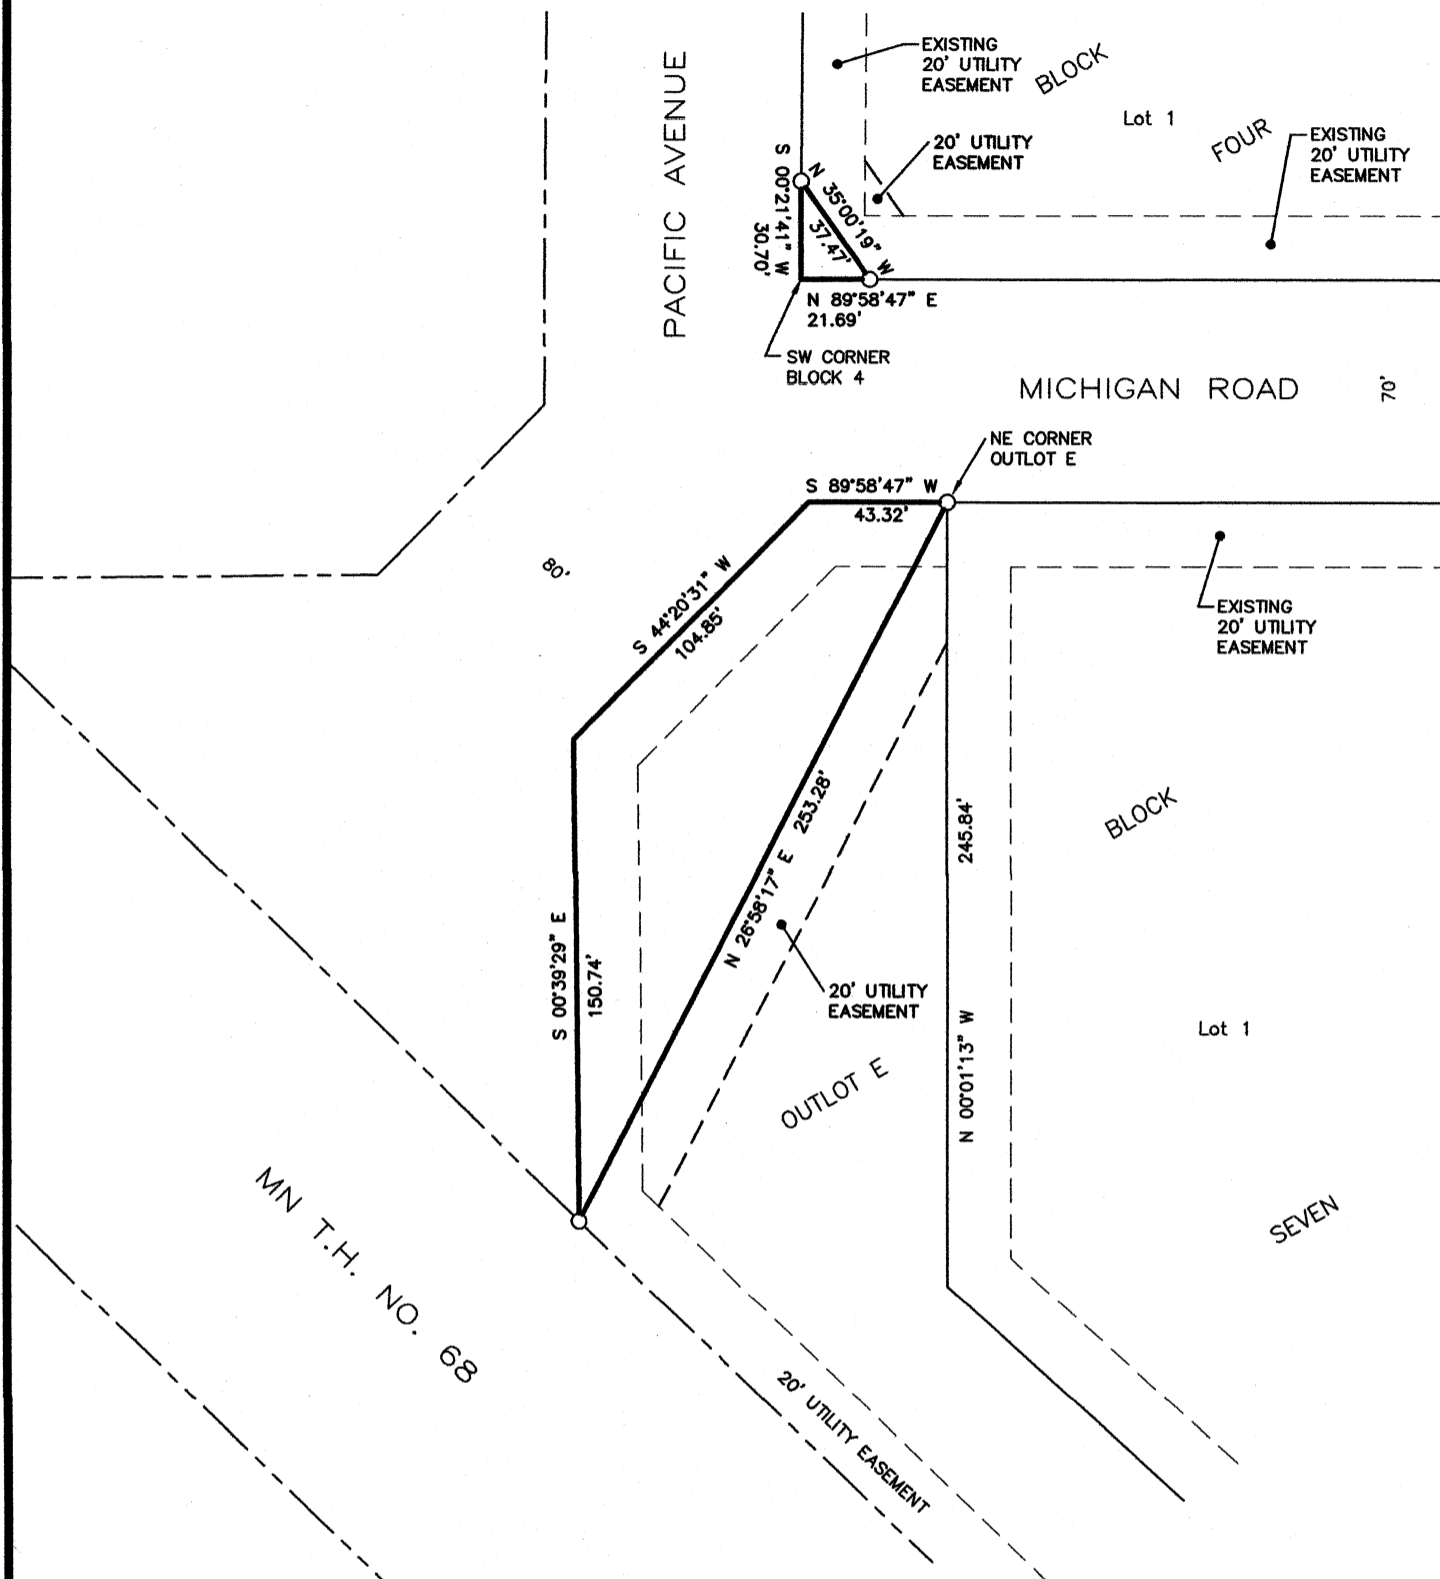 EXISTING
20' UTILITY
EASEMENT
BLOCK
Lot 1
FOUR
EXISTING
20' UTILITY
EASEMENT
20' UTILITY
EASEMENT
PACIFIC AVENUE
S 00°21'41" W
30.70'
N 35°00'19" W
37.47'
N 89°58'47" E
21.69'
SW CORNER
BLOCK 4
MICHIGAN ROAD
70'
NE CORNER
OUTLOT E
S 89°58'47" W
43.32'
80'
S 44°20'31" W
104.85'
EXISTING
20' UTILITY
EASEMENT
BLOCK
245.84'
N 26°58'17" E 253.28'
S 00°39'29" E
150.74'
20' UTILITY
EASEMENT
N 00°01'13" W
Lot 1
OUTLOT E
SEVEN
MN T.H. NO. 68
20' UTILITY EASEMENT